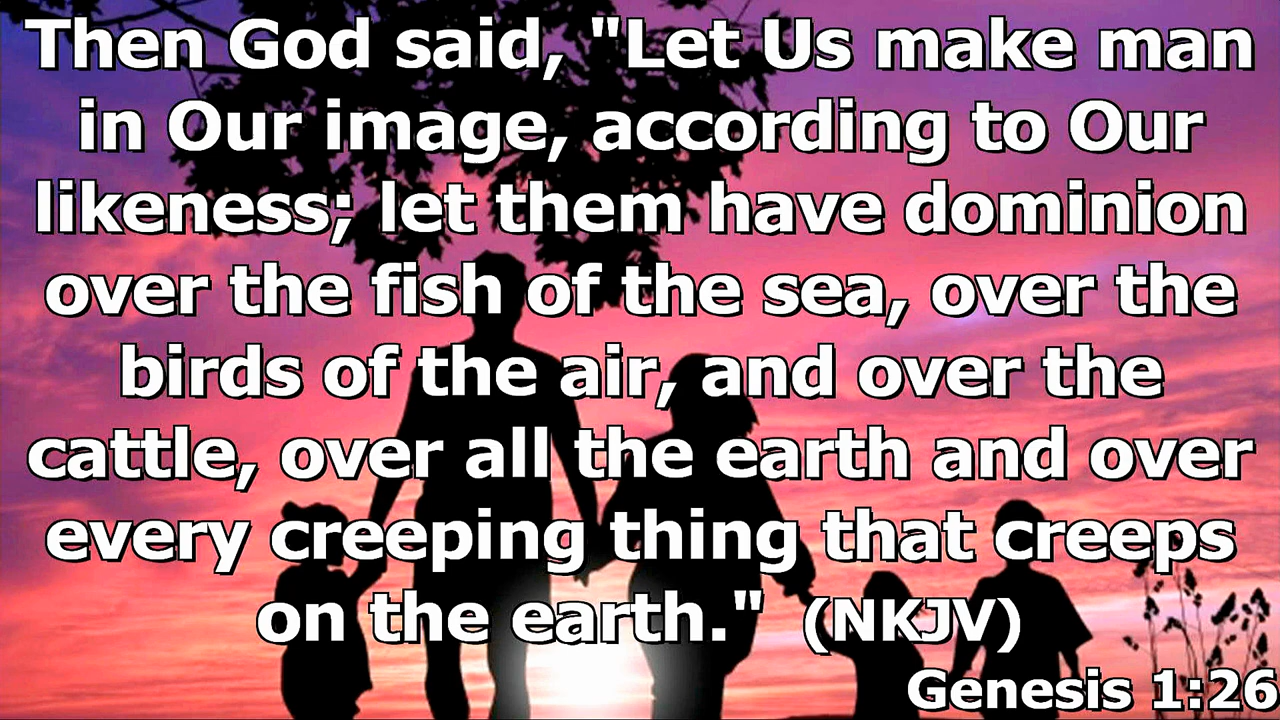 Then God said, "Let Us make man
in Our image, according to Our
likeness; let them have dominion
over the fish of the sea, over the
birds of the air, and over the
cattle, over all the earth and over
every creeping thing that creeps
on the earth." (NKJV)
Genesis 1:26